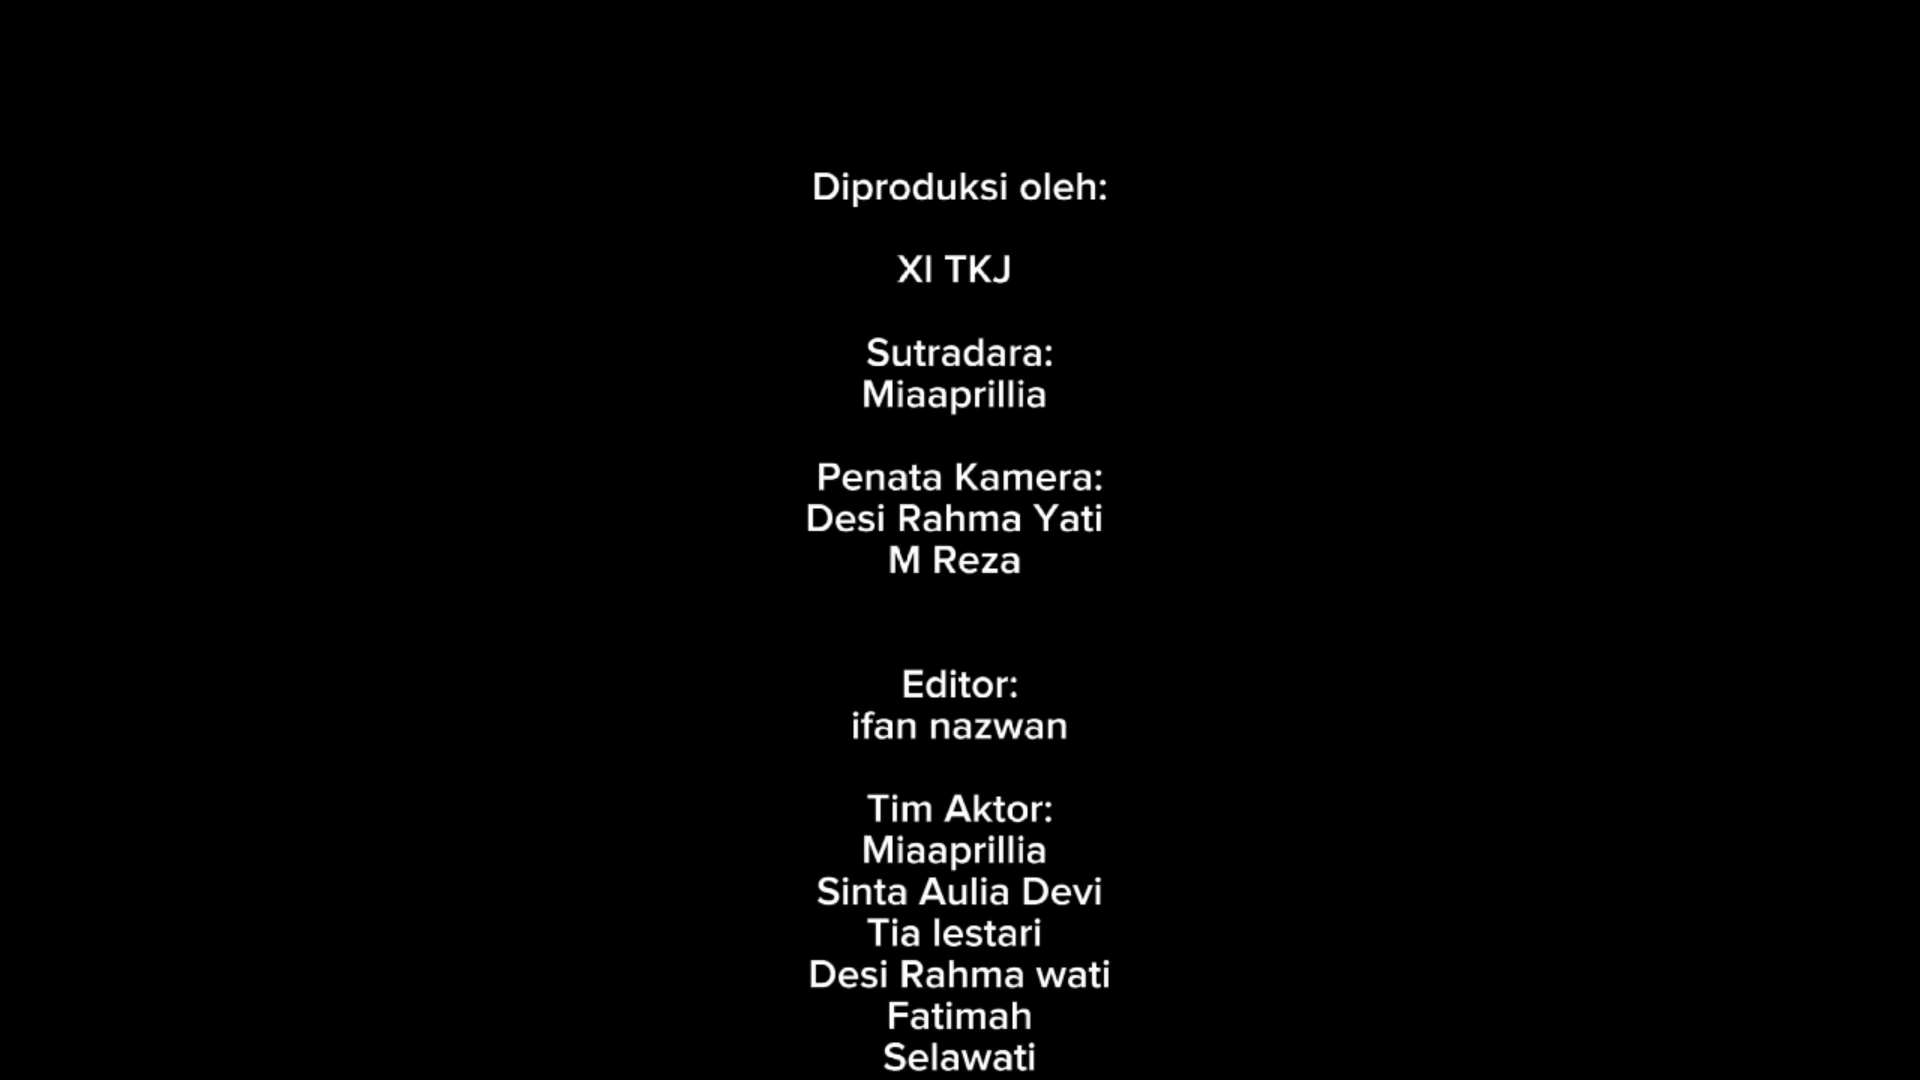 Diproduksi oleh:
XI TKJ
Sutradara:
Miaaprillia
Penata Kamera:
Desi Rahma Yati
M Reza
Editor:
ifan nazwan
Tim Aktor:
Miaaprillia
Sinta Aulia Devi
Tia lestari
Desi Rahma wati
Fatimah
Selawati